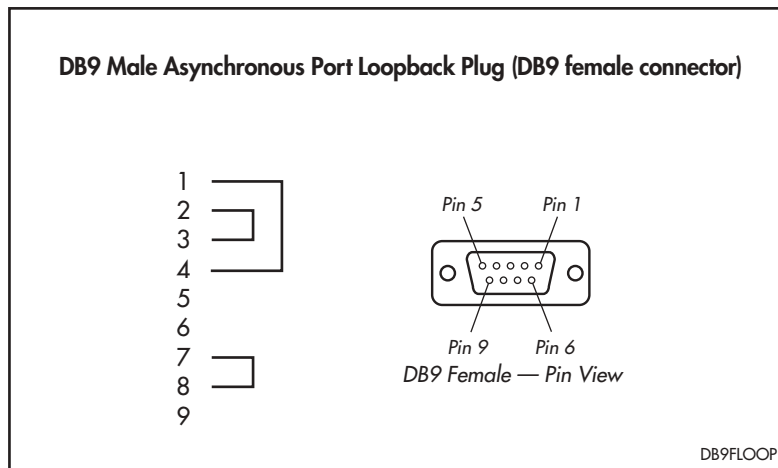 DB9 Male Asynchronous Port Loopback Plug (DB9 female connector)
1
2
3
4
5
6
7
8
9
Pin 5 Pin 1
Pin 9 Pin 6
DB9 Female — Pin View
DB9FLOOP